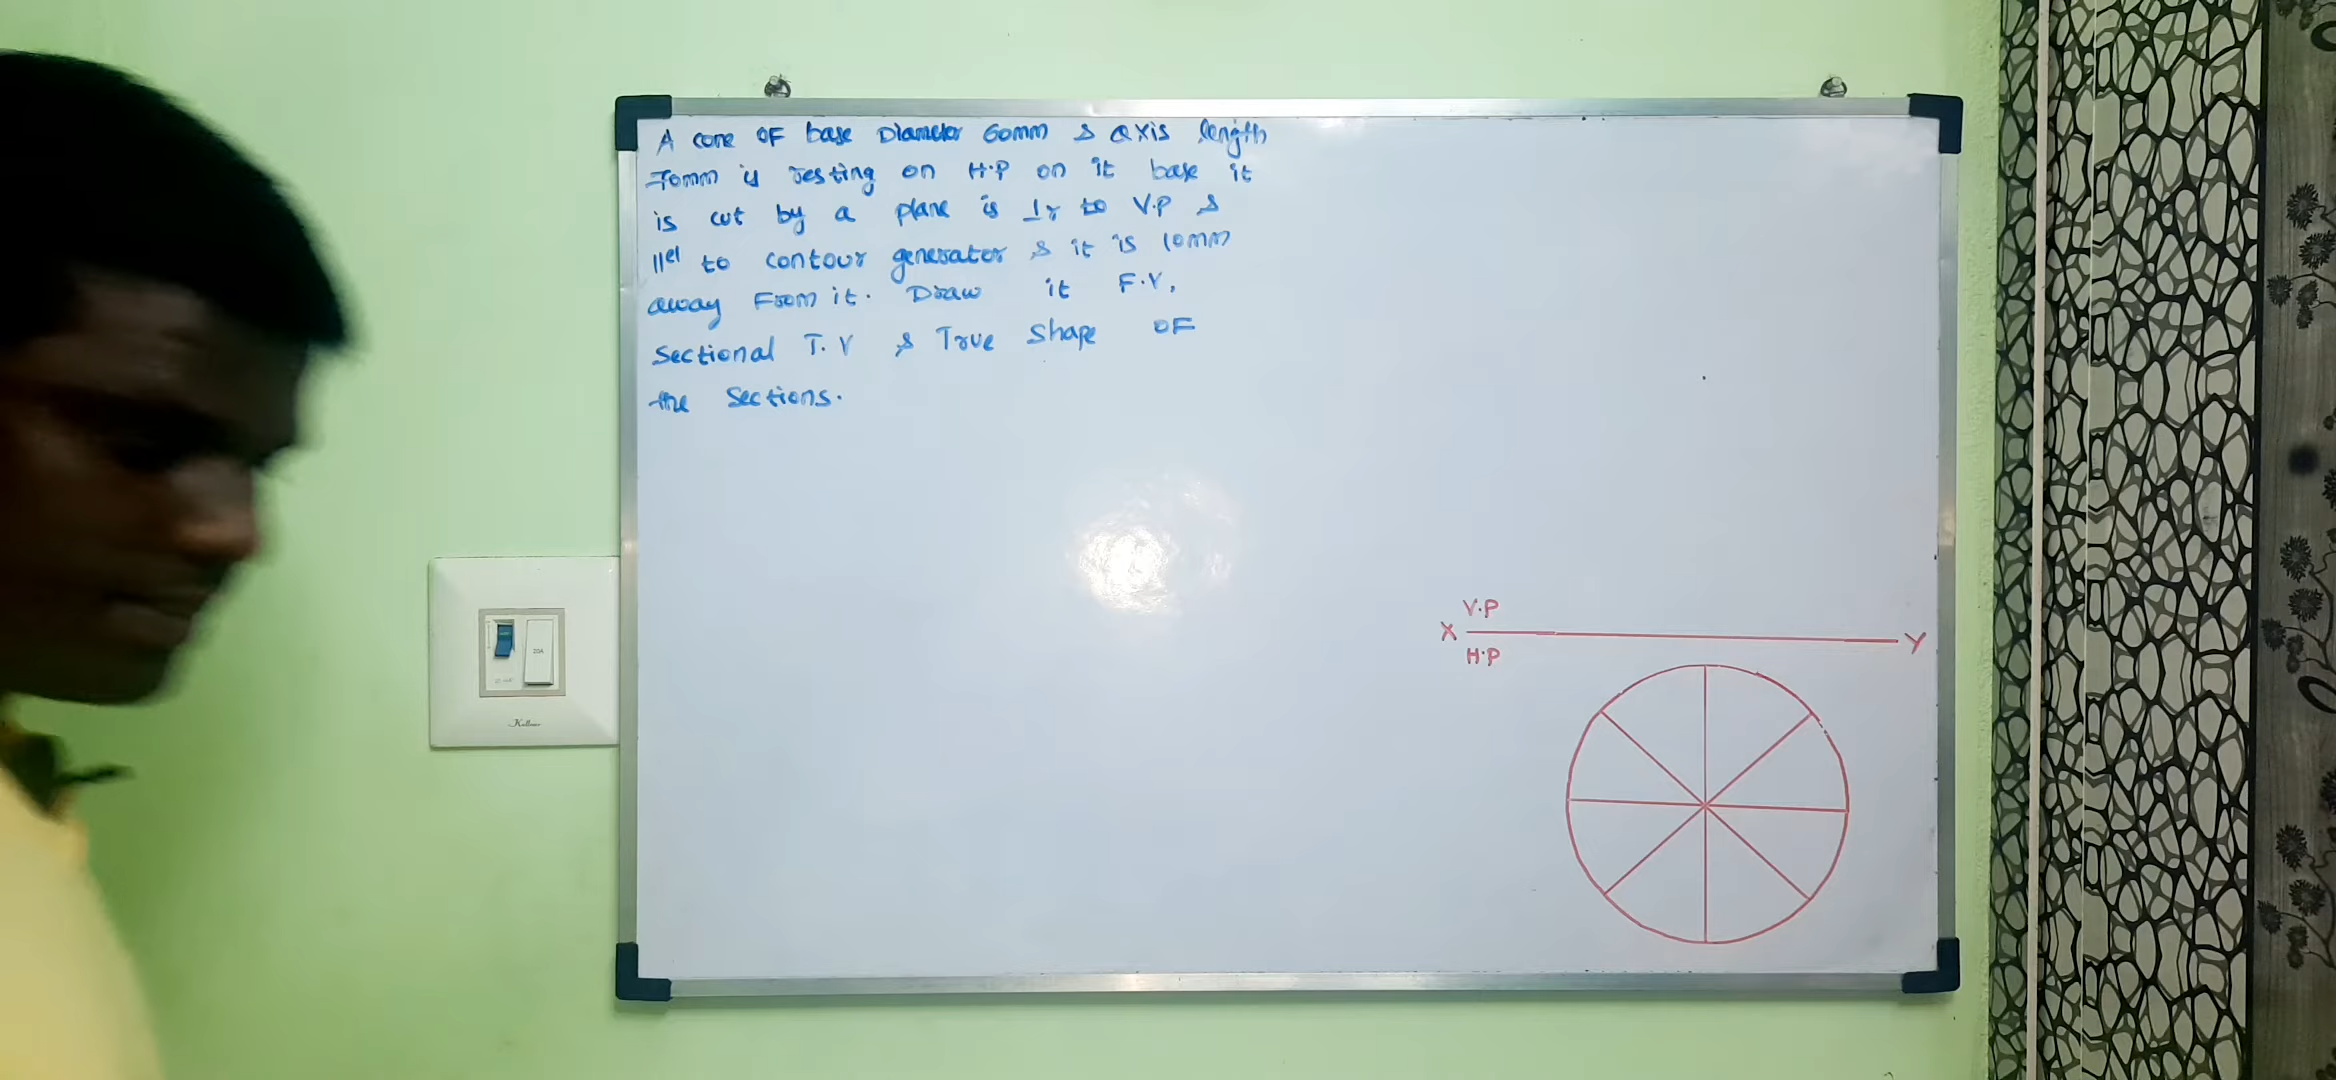 A cone OF base Diameter 60mm & axis length
70mm is resting on H.P on it base it
is cut by a plane is ⊥r to V.P &
||el to contour generator & it is 10mm
away From it. Draw it F.V,
Sectional T.V & True Shape OF
the Sections.
V.P
X Y
H.P
20A